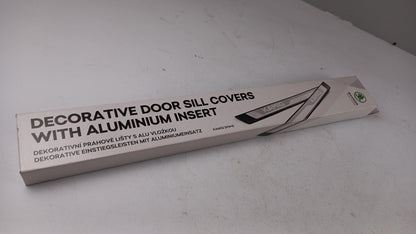 DECORATIVE DOOR SILL COVERS
WITH ALUMINIUM INSERT
DEKORATIVNÍ PRAHOVÉ LIŠTY S ALU VLOŽKOU
DEKORATIVE EINSTIEGSLEISTEN MIT ALUMINIUMEINSATZ